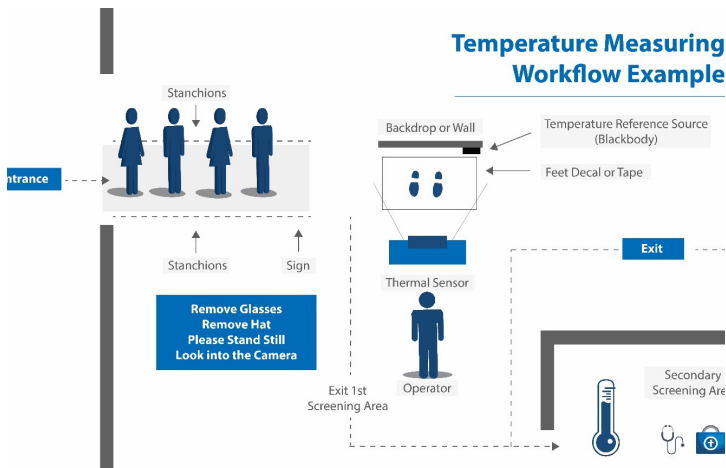 Temperature Measuring
Workflow Example
Stanchions
Backdrop or Wall
Temperature Reference Source
(Blackbody)
Feet Decal or Tape
ntrance
Stanchions
Sign
Thermal Sensor
Exit
Remove Glasses
Remove Hat
Please Stand Still
Look into the Camera
Operator
Exit 1st
Screening Area
Secondary
Screening Are